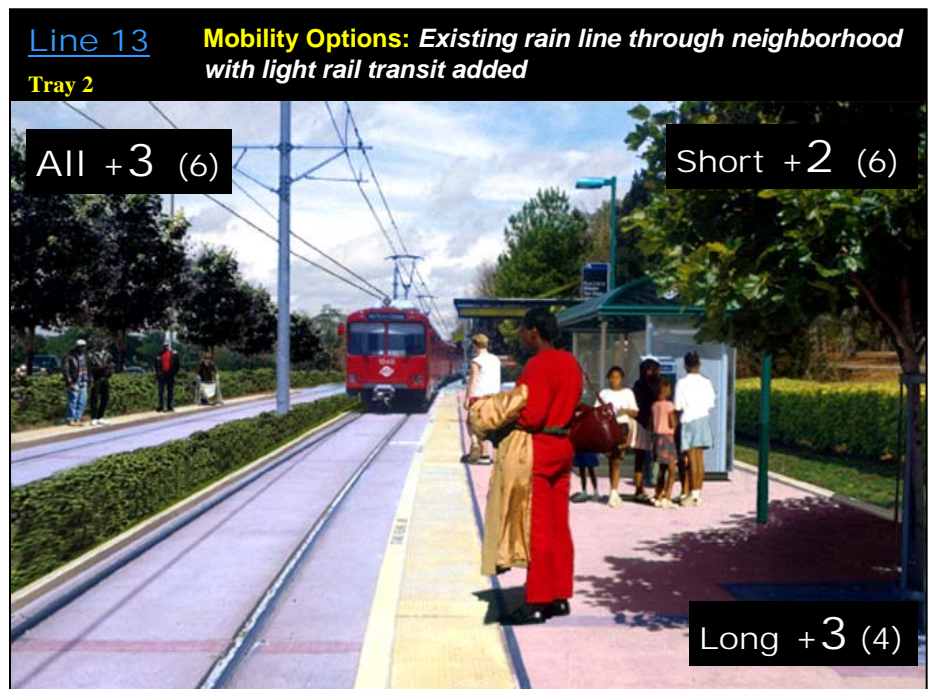 Line 13
Mobility Options: Existing rain line through neighborhood
with light rail transit added
Tray 2
All +3 (6)
Short +2 (6)
Long +3 (4)